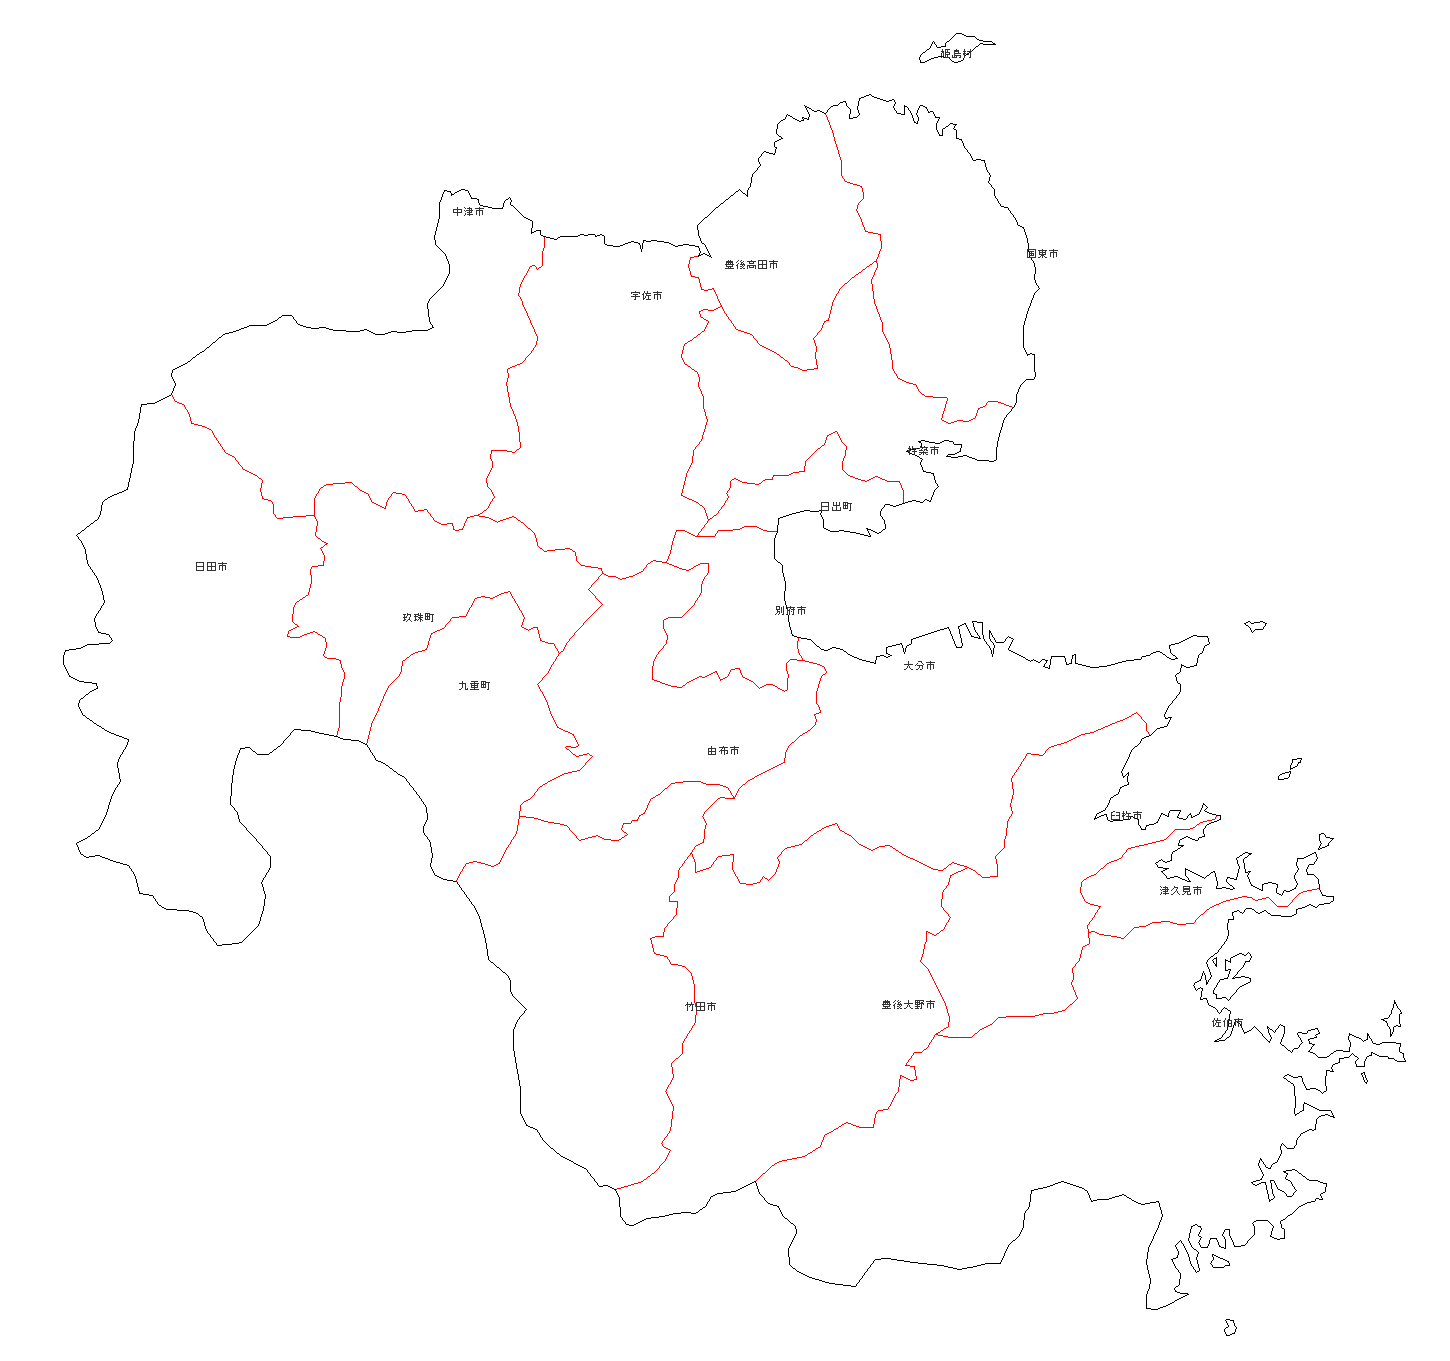 姫島村
中津市
国東市
豊後高田市
宇佐市
杵築市
日出町
日田市
別府市
玖珠町
大分市
九重町
由布市
臼杵市
津久見市
豊後大野市
竹田市
佐伯市